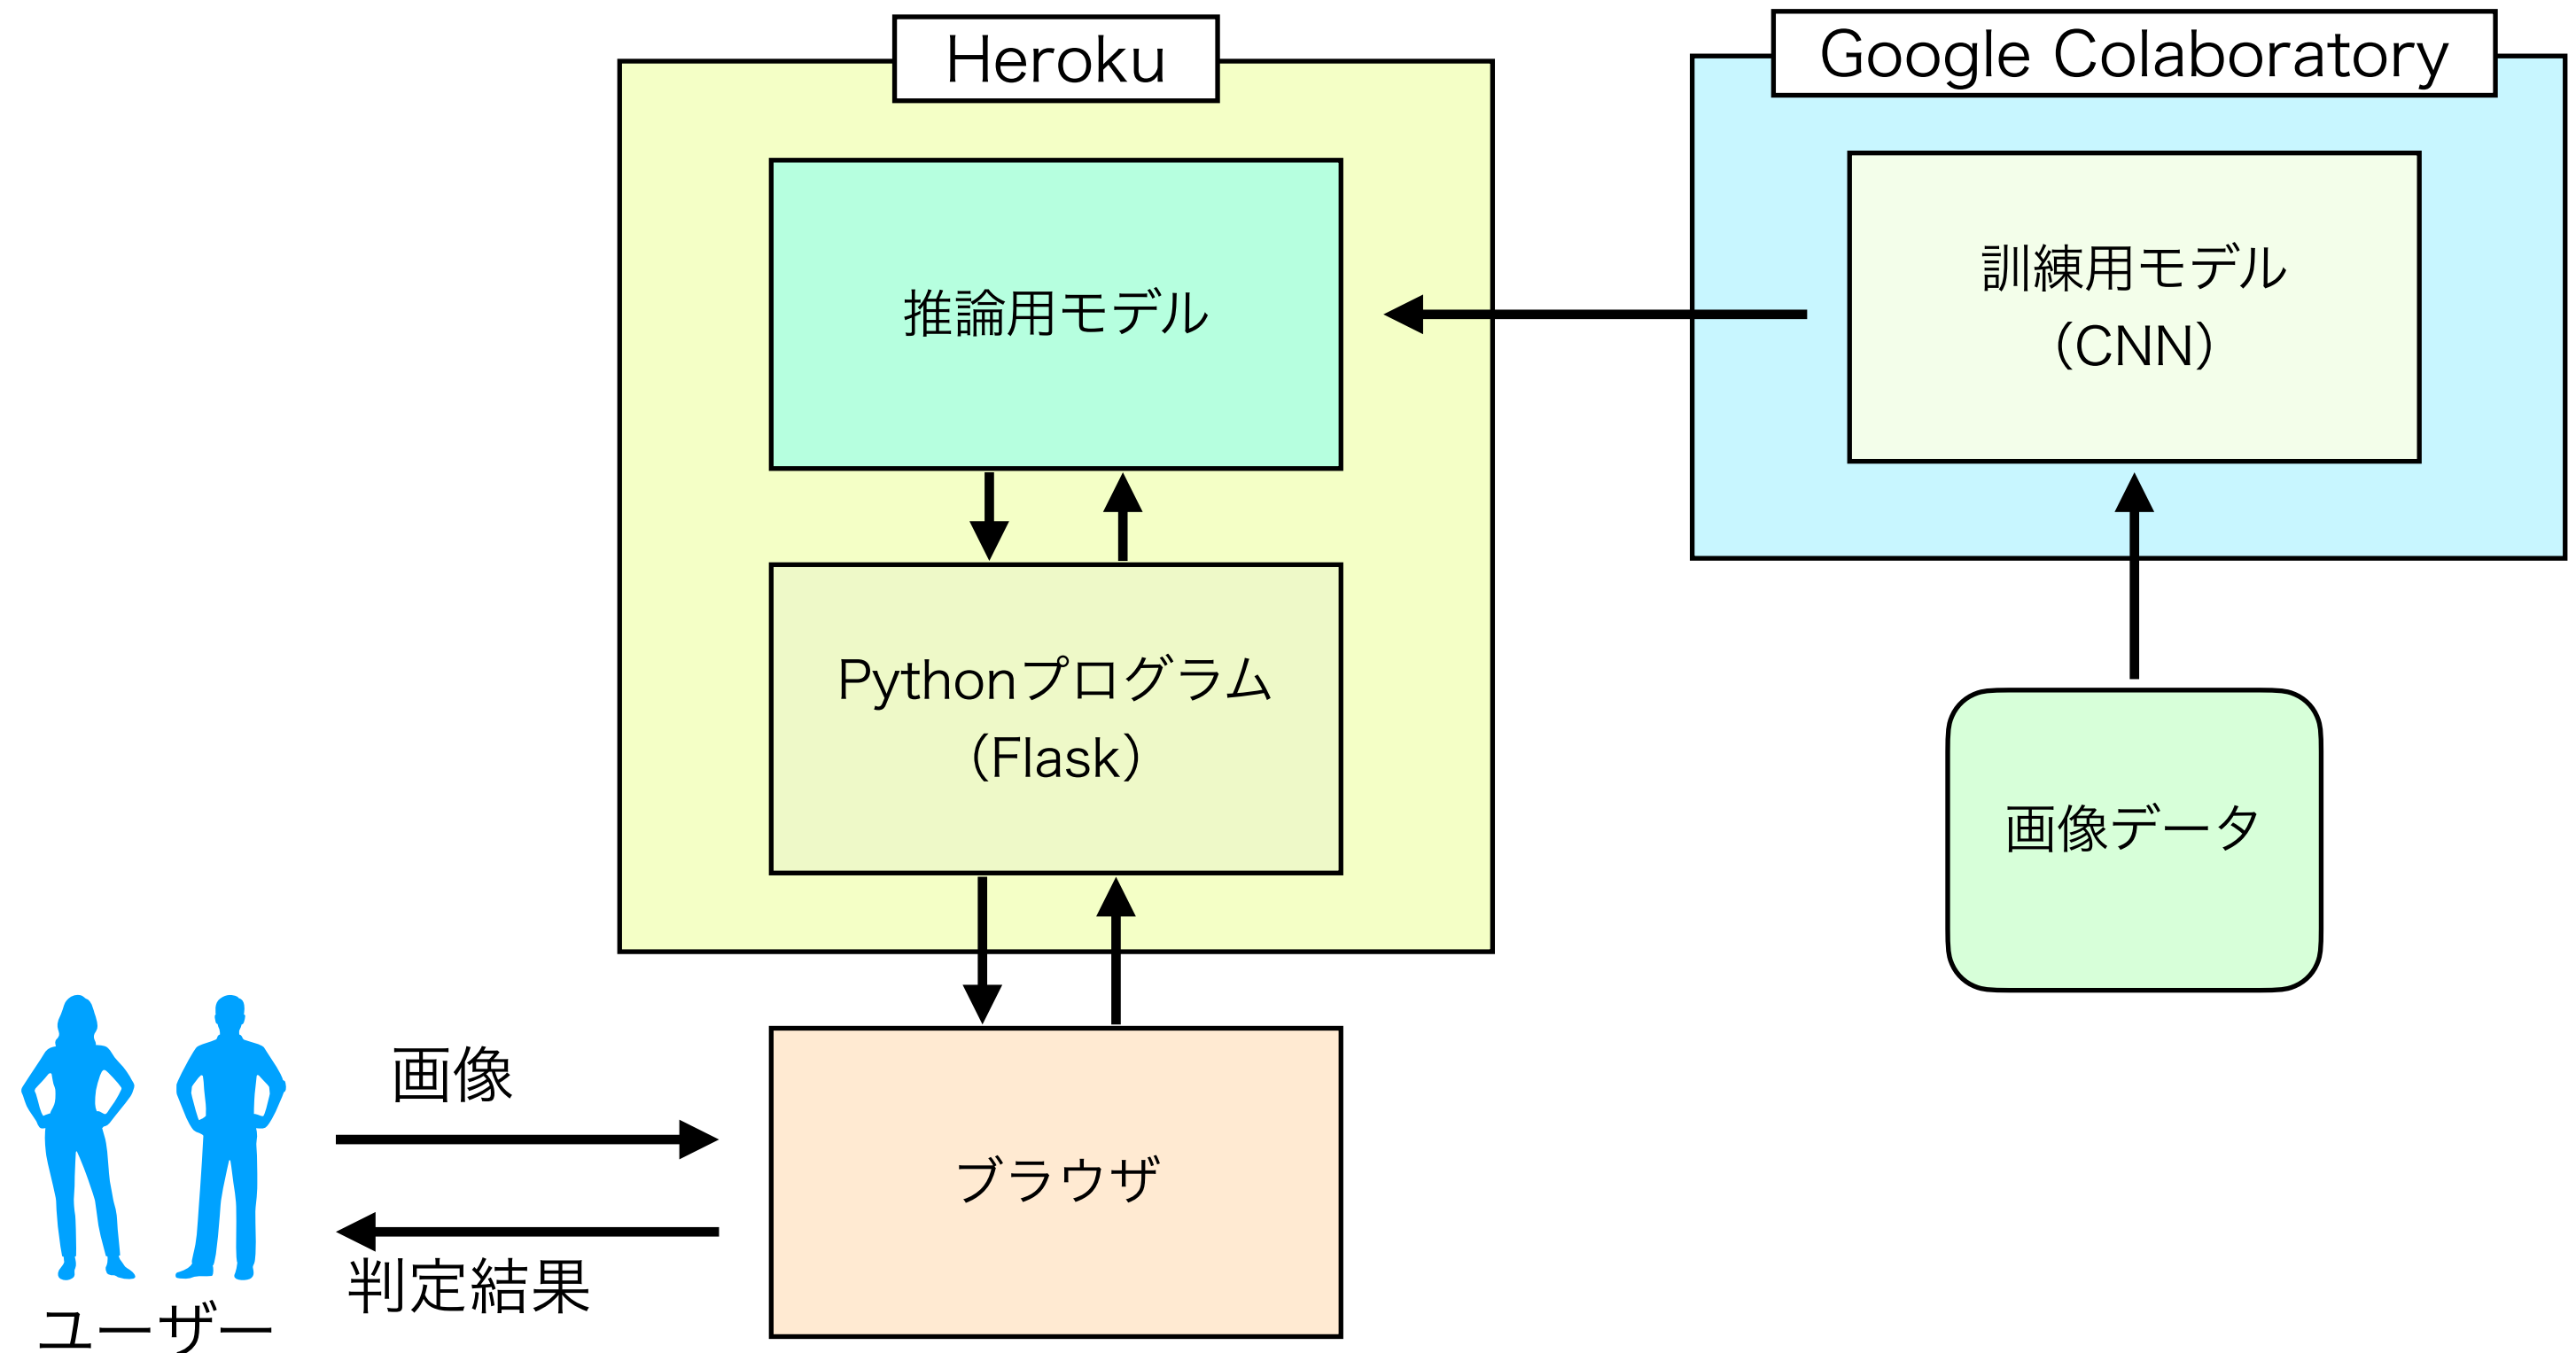 Heroku
Google Colaboratory
推論用モデル
訓練用モデル
（CNN）
Pythonプログラム
（Flask）
画像データ
画像
ブラウザ
判定結果
ユーザー